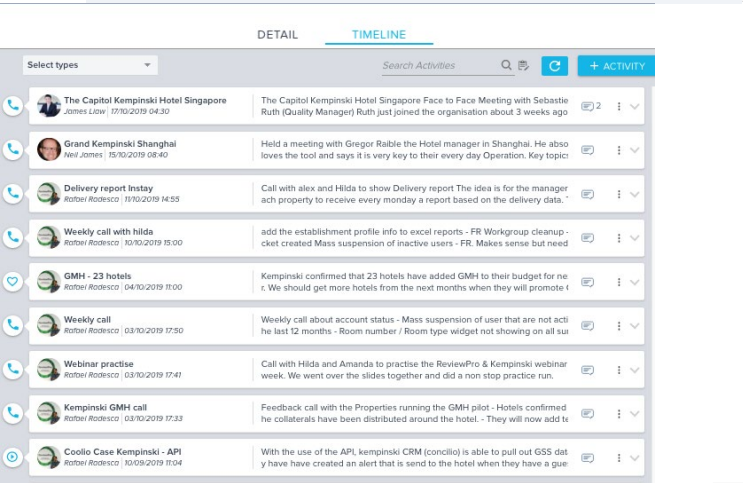 DETAIL TIMELINE
Select types Search Activities + ACTIVITY
The Capitol Kempinski Hotel Singapore
James Liow 17/10/2019 04:30
The Capitol Kempinski Hotel Singapore Face to Face Meeting with Sebastie
Ruth (Quality Manager) Ruth just joined the organisation about 3 weeks ago
2
Grand Kempinski Shanghai
Neil James 15/10/2019 08:40
Held a meeting with Gregor Raible the Hotel manager in Shanghai. He abso
loves the tool and says it is very key to their every day Operation. Key topics
Delivery report Instay
Rafael Radesca 11/10/2019 14:55
Call with alex and Hilda to show Delivery report The idea is for the manager
ach property to receive every monday a report based on the delivery data.
Weekly call with hilda
Rafael Radesca 10/10/2019 15:00
add the establishment profile info to excel reports - FR Workgroup cleanup -
cket created Mass suspension of inactive users - FR. Makes sense but need
GMH - 23 hotels
Rafael Radesca 04/10/2019 11:00
Kempinski confirmed that 23 hotels have added GMH to their budget for ne
r. We should get more hotels from the next months when they will promote
Weekly call
Rafael Radesca 03/10/2019 17:50
Weekly call about account status - Mass suspension of user that are not acti
he last 12 months - Room number / Room type widget not showing on all su
Webinar practise
Rafael Radesca 03/10/2019 17:41
Call with Hilda and Amanda to practise the ReviewPro & Kempinski webinar
week. We went over the slides together and did a non stop practice run.
Kempinski GMH call
Rafael Radesca 03/10/2019 17:33
Feedback call with the Properties running the GMH pilot - Hotels confirmed
he collaterals have been distributed around the hotel. - They will now add te
Coolio Case Kempinski - API
Rafael Radesca 10/09/2019 11:04
With the use of the API, kempinski CRM (concilio) is able to pull out GSS dat
y have have created an alert that is send to the hotel when they have a gue